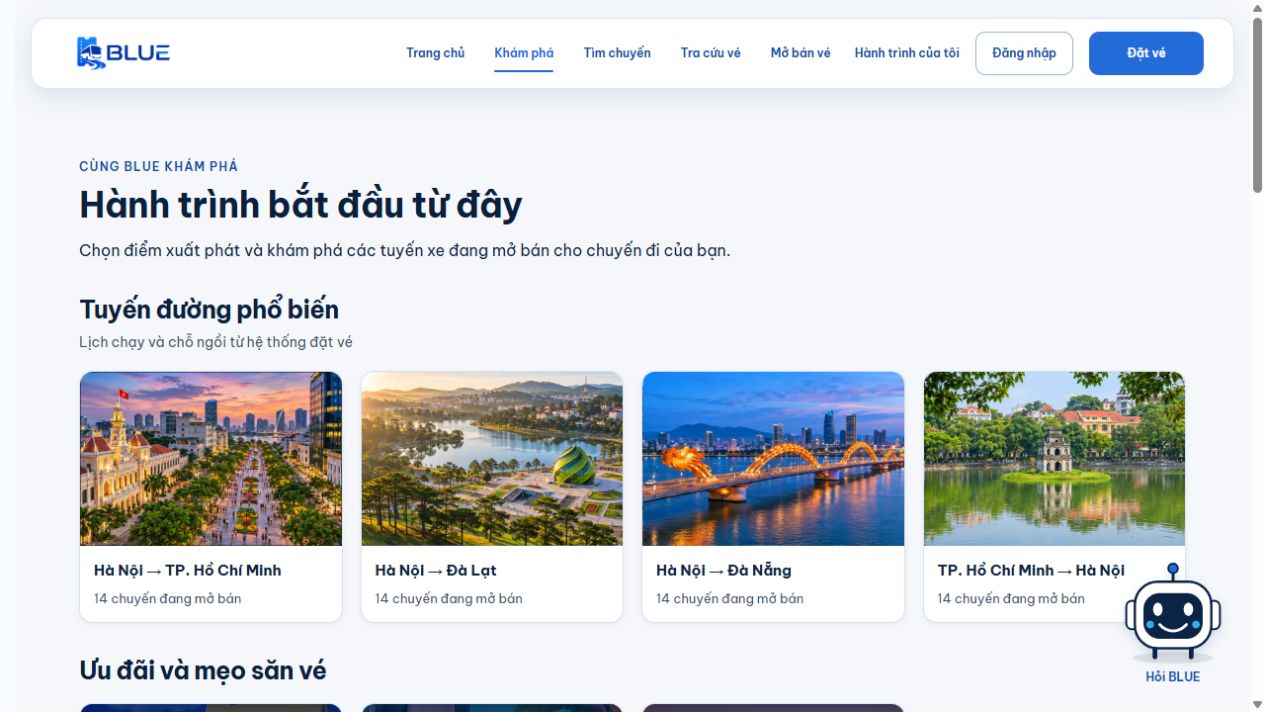 BLUE
Trang chủ
Khám phá
Tìm chuyến
Tra cứu vé
Mở bán vé
Hành trình của tôi
Đăng nhập
Đặt vé
CÙNG BLUE KHÁM PHÁ
Hành trình bắt đầu từ đây
Chọn điểm xuất phát và khám phá các tuyến xe đang mở bán cho chuyến đi của bạn.
Tuyến đường phổ biến
Lịch chạy và chỗ ngồi từ hệ thống đặt vé
Hà Nội → TP. Hồ Chí Minh
14 chuyến đang mở bán
Hà Nội → Đà Lạt
14 chuyến đang mở bán
Hà Nội → Đà Nẵng
14 chuyến đang mở bán
TP. Hồ Chí Minh → Hà Nội
14 chuyến đang mở bán
Hỏi BLUE
Ưu đãi và mẹo săn vé